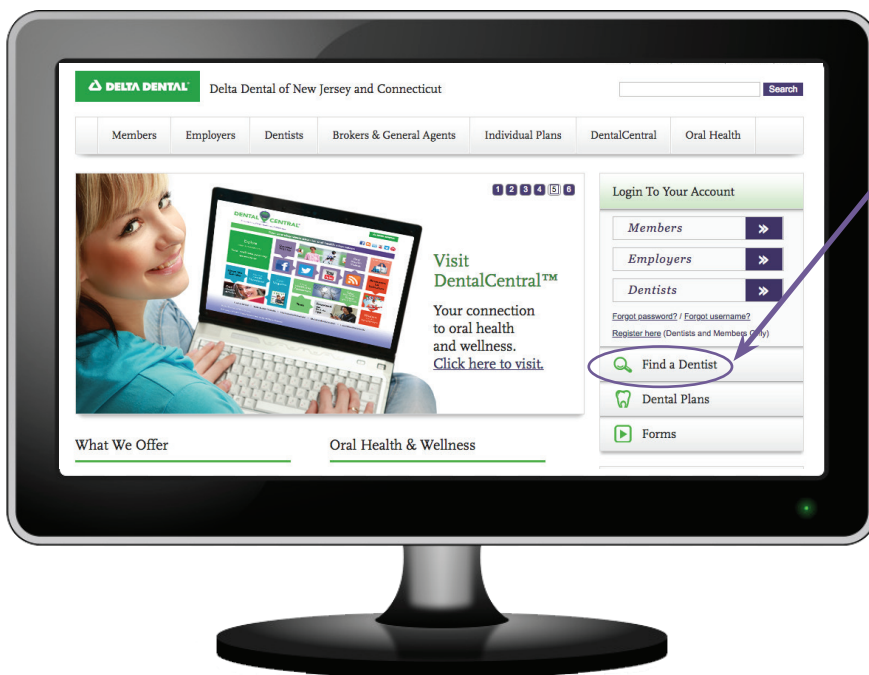 DELTA DENTAL
Delta Dental of New Jersey and Connecticut
Search
Members Employers Dentists Brokers & General Agents Individual Plans DentalCentral Oral Health
1 2 3 4 5 6
DENTAL CENTRAL
Visit
DentalCentral™
Your connection
to oral health
and wellness.
Click here to visit.
Login To Your Account
Members »
Employers »
Dentists »
Forgot password? / Forgot username?
Register here (Dentists and Members Only)
Find a Dentist
Dental Plans
Forms
What We Offer
Oral Health & Wellness